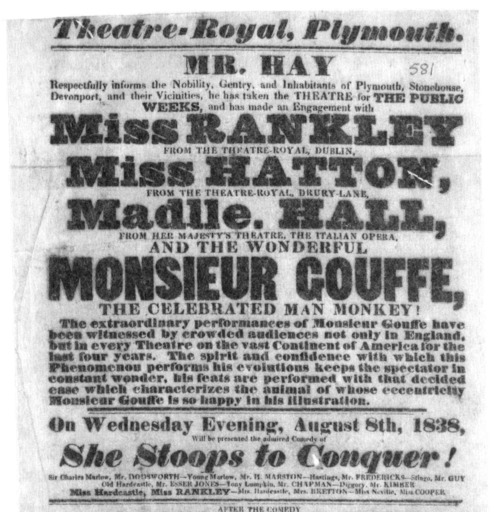 Theatre-Royal, Plymouth.
MR. HAY
581
Respectfully informs the Nobility, Gentry, and Inhabitants of Plymouth, Stonehouse,
Devonport, and their Vicinities, he has taken the THEATRE for THE PUBLIC
WEEKS, and has made an Engagement with
Miss RANKLEY
FROM THE THEATRE-ROYAL, DUBLIN,
Miss HATTON,
FROM THE THEATRE-ROYAL, DRURY-LANE,
Madlle. HALL,
FROM HER MAJESTY'S THEATRE, THE ITALIAN OPERA,
AND THE WONDERFUL
MONSIEUR GOUFFE,
THE CELEBRATED MAN MONKEY!
The extraordinary performances of Monsieur Gouffe have
been witnessed by crowded audiences not only in England,
but in every Theatre on the vast Continent of America for the
last four years. The spirit and confidence with which this
Phenomenon performs his evolutions keeps the spectator in
constant wonder, his feats are performed with that decided
ease which characterizes the animal of whose eccentricity
Monsieur Gouffe is so happy in his illustration.
On Wednesday Evening, August 8th, 1838,
Will be presented the admired Comedy of
She Stoops to Conquer!
Sir Charles Marlow, Mr. DODSWORTH—Young Marlow, Mr. H. MARSTON—Hastings, Mr. FREDERICKS—Stingo, Mr. GUY
Old Hardcastle, Mr. ESSER JONES—Tony Lumpkin, Mr. CHAPMAN—Diggory, Mr. KIMBER
Miss Hardcastle, Miss RANKLEY—Mrs. Hardcastle, Mrs. BRETTON—Miss Neville, Miss COOPER
AFTER THE COMEDY